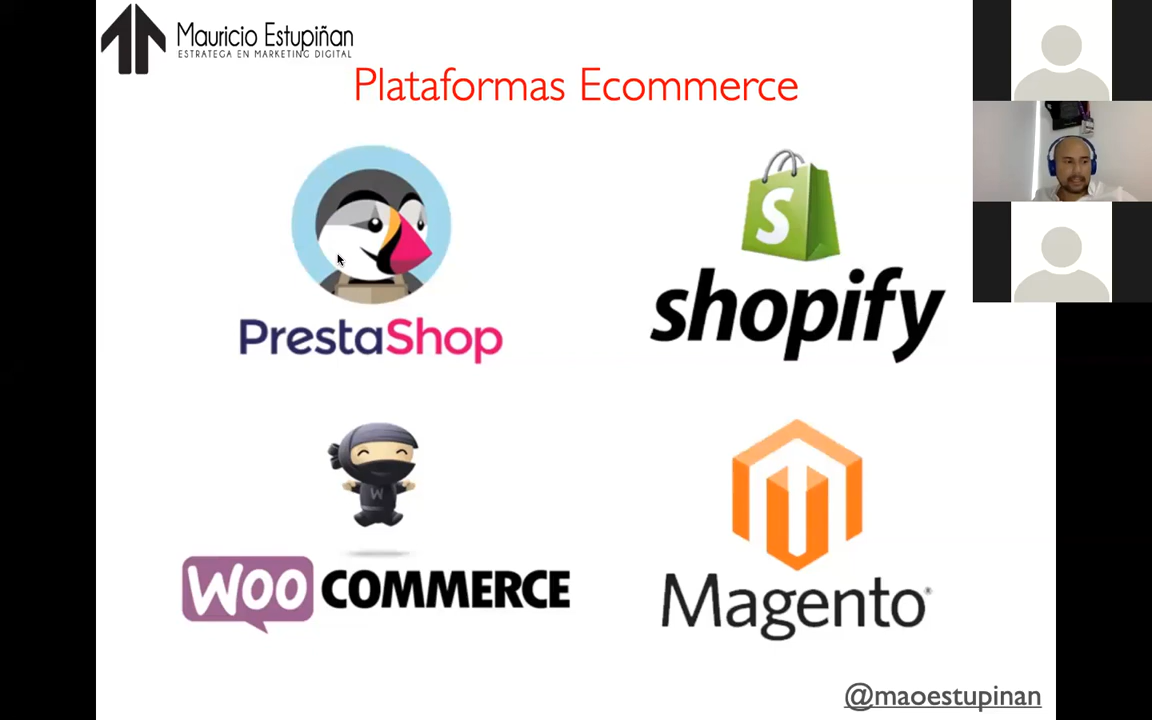 Mauricio Estupiñan
ESTRATEGA EN MARKETING DIGITAL
Plataformas Ecommerce
PrestaShop
S
shopify
W
WOO COMMERCE
Magento®
@maoestupinan